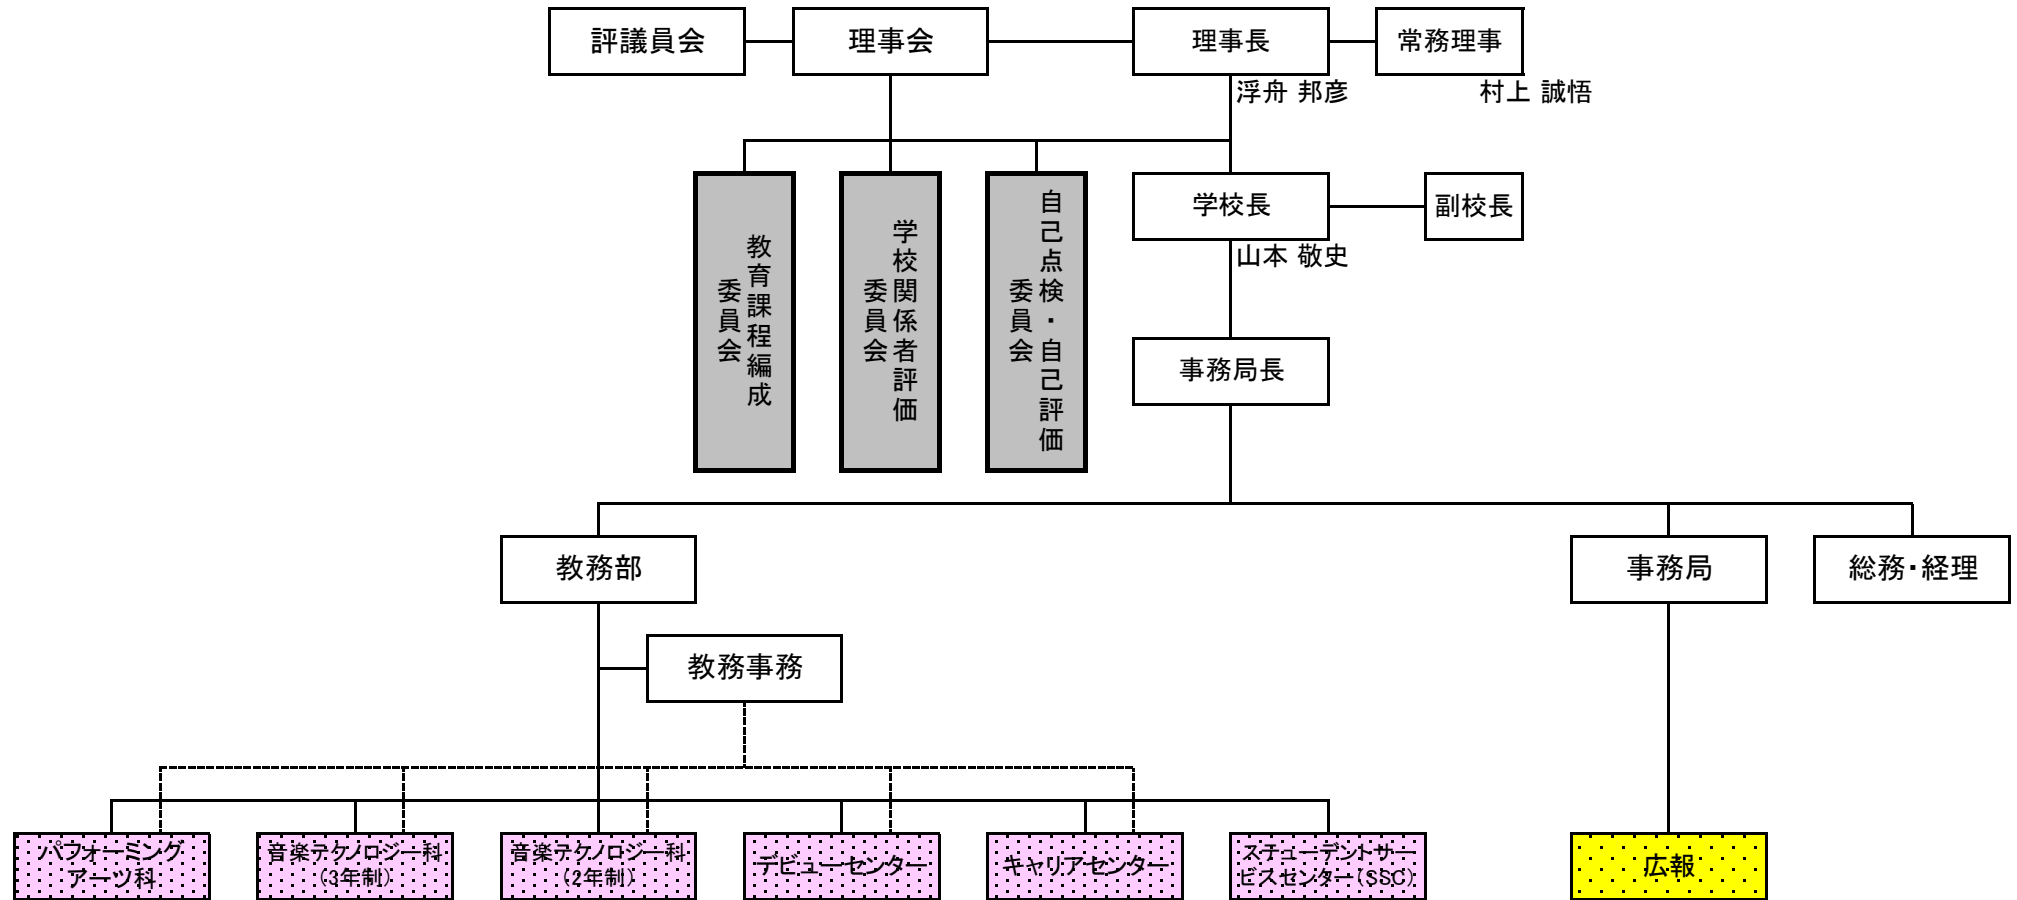 評議員会
理事会
理事長
常務理事
浮舟 邦彦
村上 誠悟
教育課程編成
委員会
学校関係者評価
委員会
自己点検・自己評価
委員会
学校長
副校長
山本 敬史
事務局長
教務部
事務局
総務・経理
教務事務
パフォーミング
アーツ科
音楽テクノロジー科
（3年制）
音楽テクノロジー科
（2年制）
デビューセンター
キャリアセンター
ステューデントサー
ビスセンター（SSC）
広報